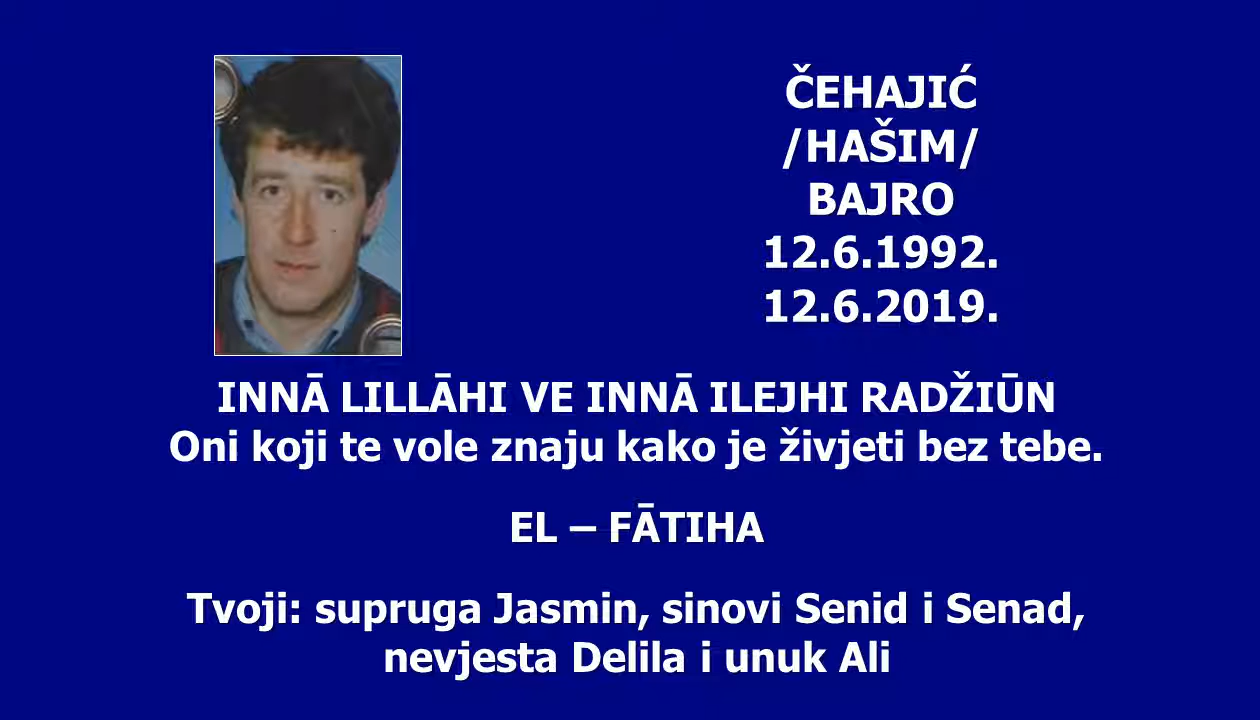 ČEHAJIĆ
/HAŠIM/
BAJRO
12.6.1992.
12.6.2019.
INNĀ LILLĀHI VE INNĀ ILEJHI RADŽIŪN
Oni koji te vole znaju kako je živjeti bez tebe.
EL – FĀTIHA
Tvoji: supruga Jasmin, sinovi Senid i Senad,
nevjesta Delila i unuk Ali